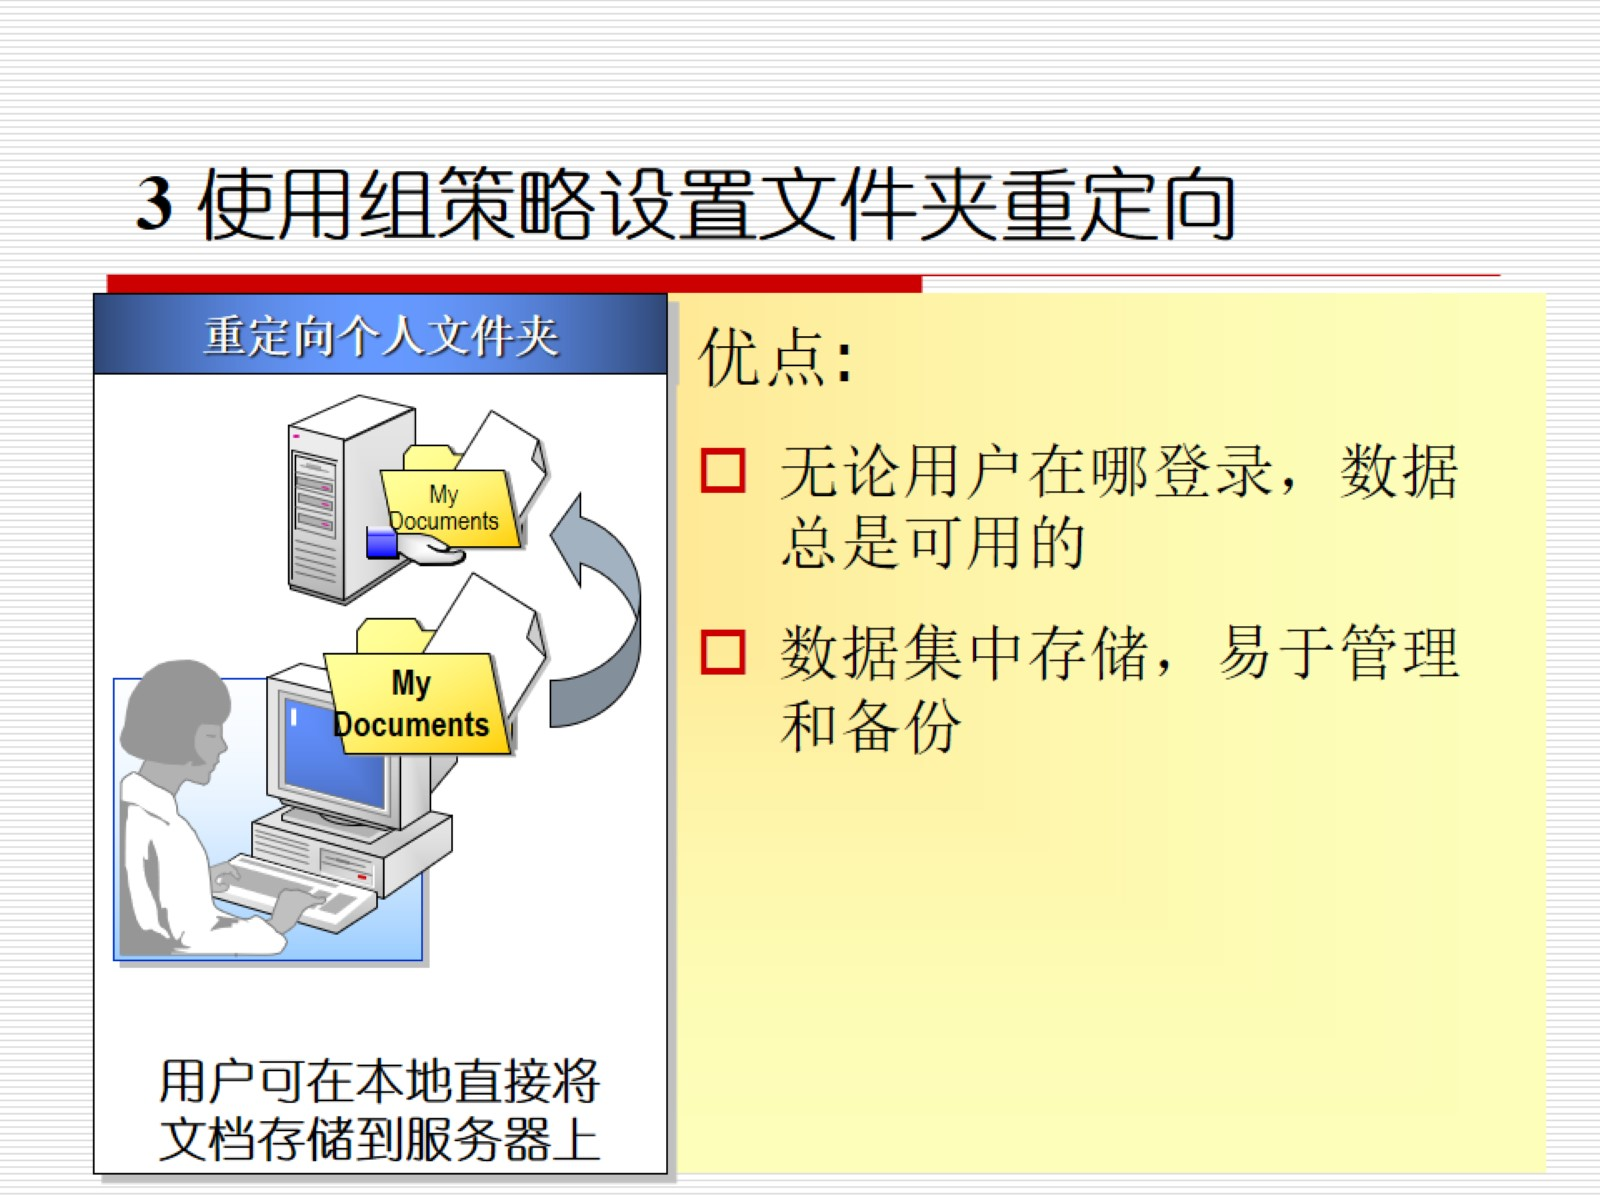 3 使用组策略设置文件夹重定向
重定向个人文件夹
My
Documents
My
Documents
用户可在本地直接将
文档存储到服务器上
优点:
无论用户在哪登录，数据
总是可用的
数据集中存储，易于管理
和备份